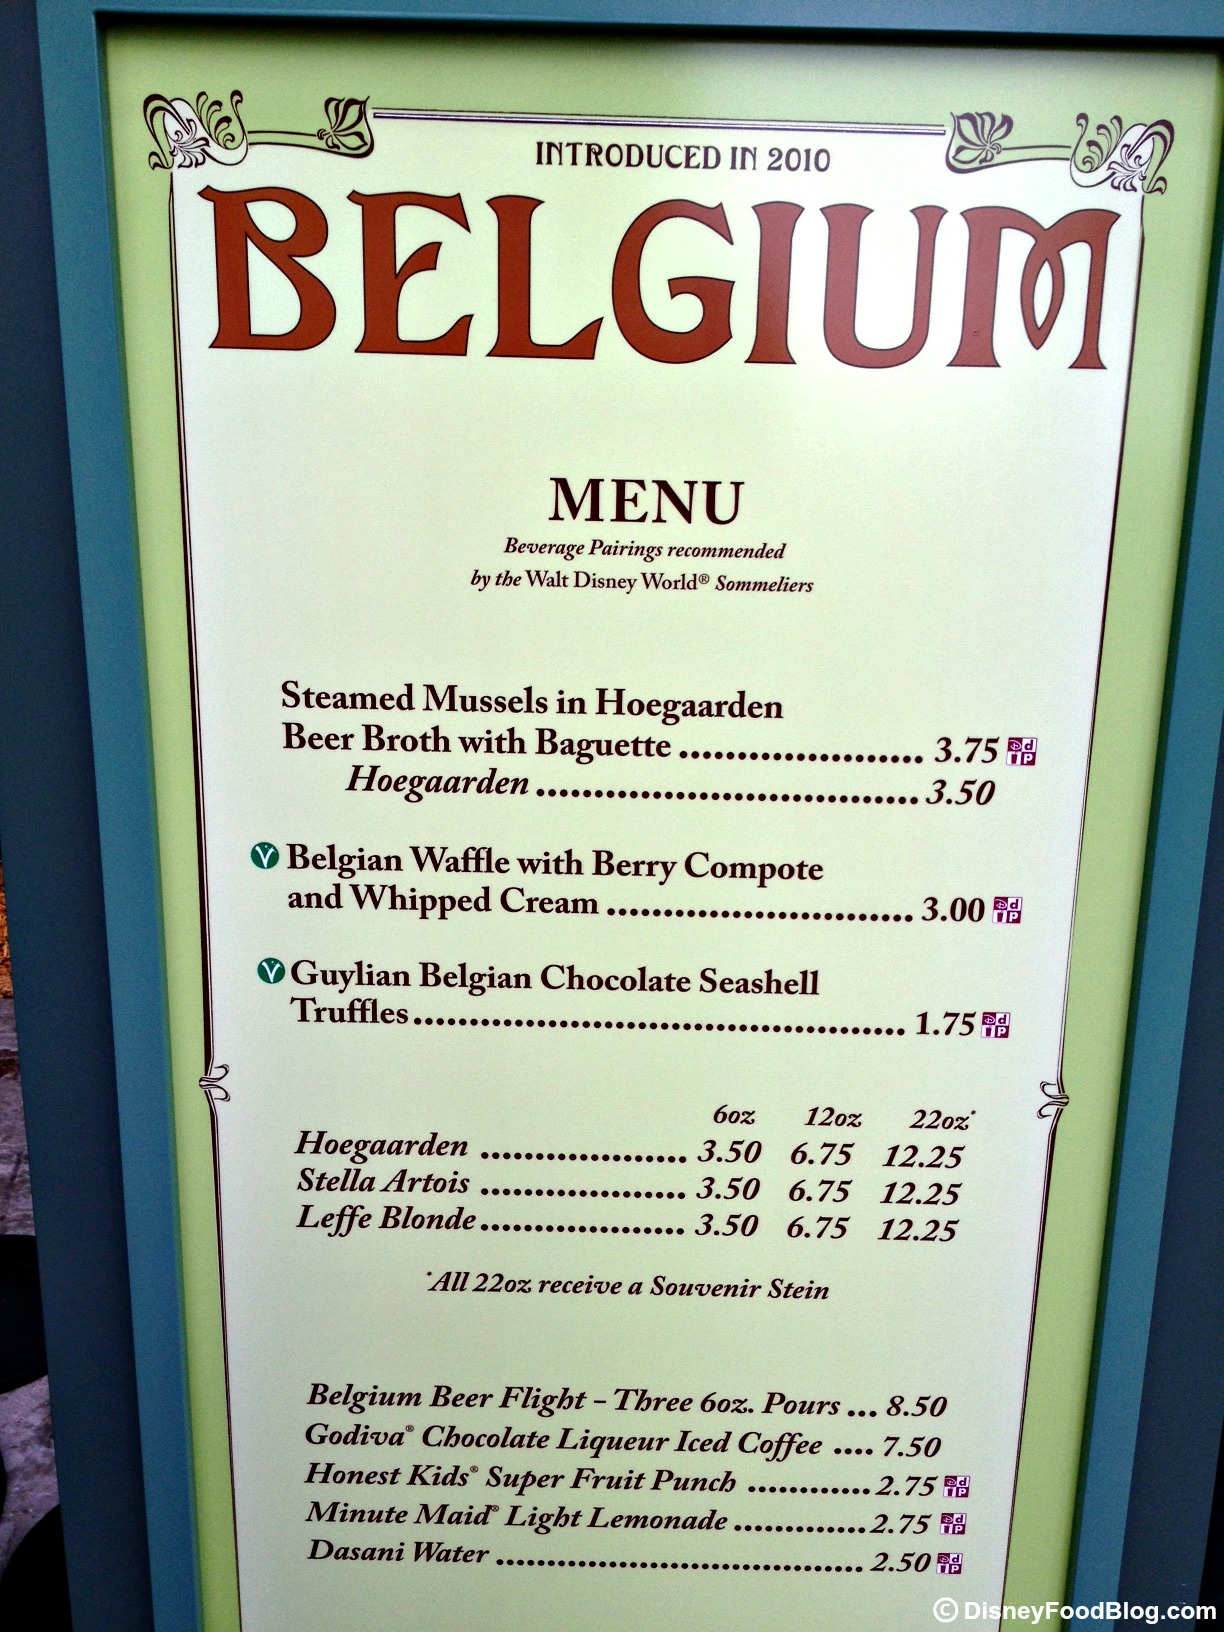 INTRODUCED IN 2010
BELGIUM
MENU
Beverage Pairings recommended
by the Walt Disney World® Sommeliers
Steamed Mussels in Hoegaarden
Beer Broth with Baguette ..................... 3.75
Hoegaarden ................................. 3.50
Belgian Waffle with Berry Compote
and Whipped Cream ........................... 3.00
Guylian Belgian Chocolate Seashell
Truffles............................................ 1.75
6oz 12oz 22oz*
Hoegaarden ................... 3.50 6.75 12.25
Stella Artois ................... 3.50 6.75 12.25
Leffe Blonde................... 3.50 6.75 12.25
*All 22oz receive a Souvenir Stein
Belgium Beer Flight – Three 6oz. Pours ... 8.50
Godiva® Chocolate Liqueur Iced Coffee .... 7.50
Honest Kids® Super Fruit Punch ............ 2.75
Minute Maid® Light Lemonade ............. 2.75
Dasani Water .................................... 2.50
© DisneyFoodBlog.com